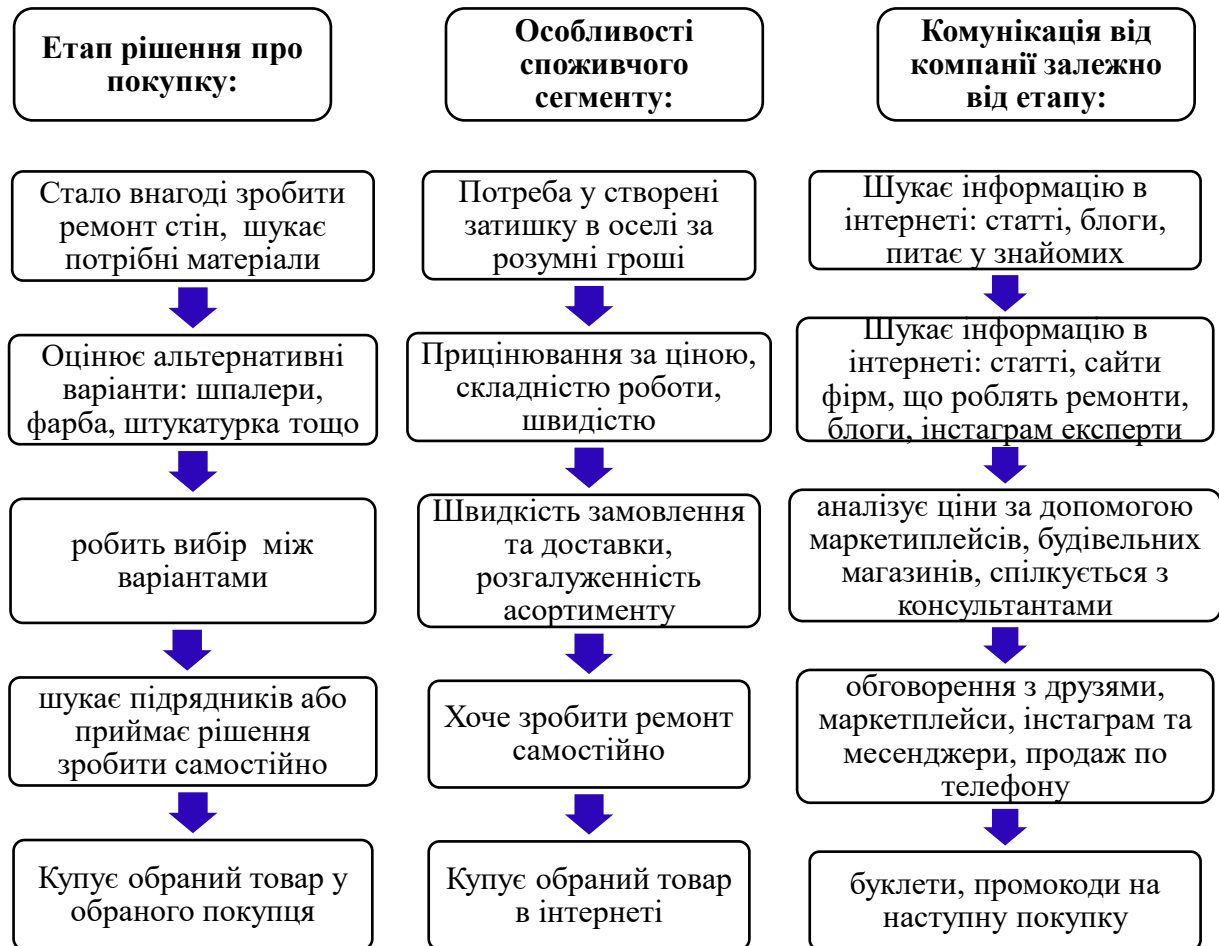 Етап рішення про
покупку:
Особливості
споживчого
сегменту:
Комунікація від
компанії залежно
від етапу:
Стало внагоді зробити
ремонт стін, шукає
потрібні матеріали
Потреба у створені
затишку в оселі за
розумні гроші
Шукає інформацію в
інтернеті: статті, блоги,
питає у знайомих
Оцінює альтернативні
варіанти: шпалери,
фарба, штукатурка тощо
Прицінювання за ціною,
складністю роботи,
швидістю
Шукає інформацію в
інтернеті: статті, сайти
фірм, що роблять ремонти,
блоги, інстаграм експерти
робить вибір між
варіантами
Швидкість замовлення
та доставки,
розгалуженність
асортименту
аналізує ціни за допомогою
маркетиплейсів, будівельних
магазинів, спілкується з
консультантами
шукає підрядників або
приймає рішення
зробити самостійно
Хоче зробити ремонт
самостійно
обговорення з друзями,
маркетплейси, інстаграм та
месенджери, продаж по
телефону
Купує обраний товар у
обраного покупця
Купує обраний товар
в інтернеті
буклети, промокоди на
наступну покупку